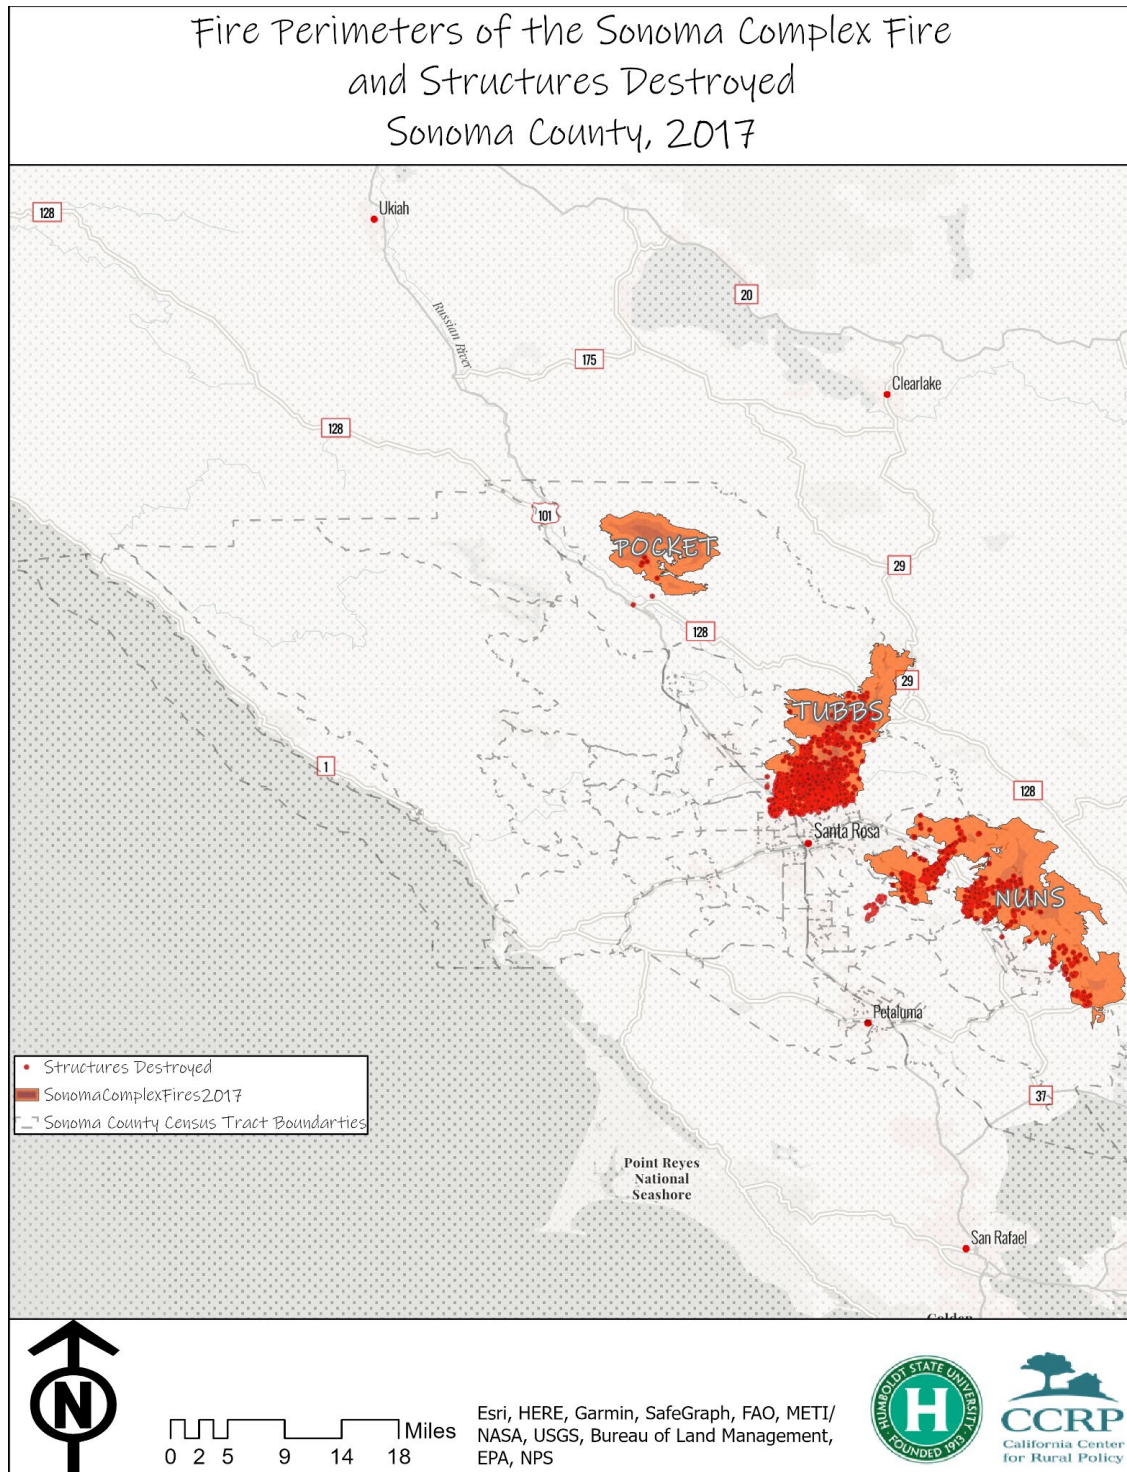 Fire Perimeters of the Sonoma Complex Fire
and Structures Destroyed
Sonoma County, 2017
128
Ukiah
20
Russian River
175
Clearlake
128
101
POCKET
29
128
29
TUBBS
1
128
Santa Rosa
NUNS
Petaluma
Structures Destroyed
SonomaComplexFires2017
Sonoma County Census Tract Boundarties
37
Point Reyes
National
Seashore
San Rafael
N
Miles
0 2 5 9 14 18
Esri, HERE, Garmin, SafeGraph, FAO, METI/
NASA, USGS, Bureau of Land Management,
EPA, NPS
HUMBOLDT STATE UNIVERSITY
H
FOUNDED 1913
CCRP
California Center
for Rural Policy